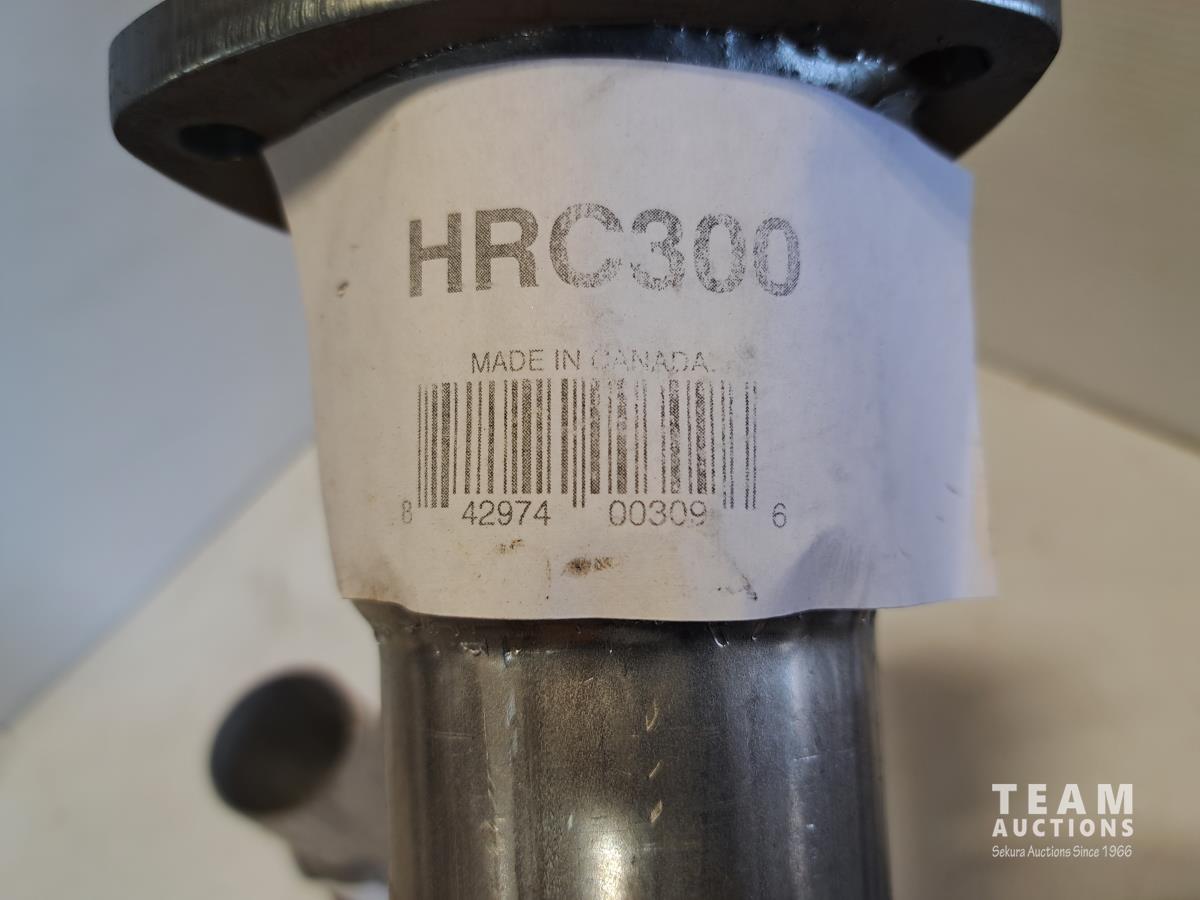 HRC300
MADE IN CANADA.
8 42974 00309 6
TEAM
AUCTIONS
Sekura Auctions Since 1966